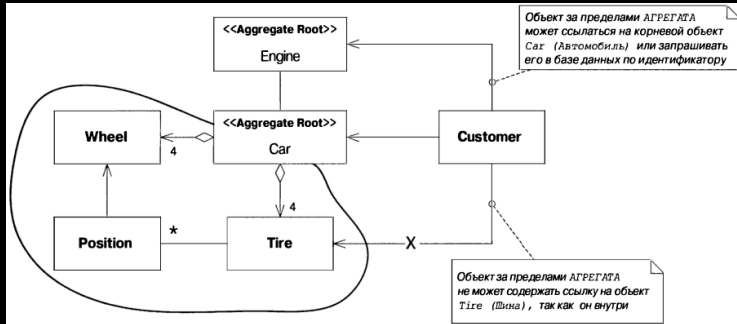 <<Aggregate Root>>
Engine
Объект за пределами АГРЕГАТА
может ссылаться на корневой объект
Car (Автомобиль) или запрашивать
его в базе данных по идентификатору
Wheel
4
<<Aggregate Root>>
Car
Customer
4
Position
*
Tire
X
Объект за пределами АГРЕГАТА
не может содержать ссылку на объект
Tire (Шина), так как он внутри